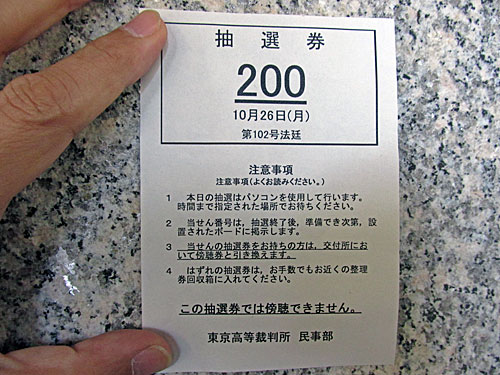 抽選券
200
10月26日(月)
第102号法廷
注意事項
注意事項(よくお読みください。)
1 本日の抽選はパソコンを使用して行います。
時間まで指定された場所でお待ちください。
2 当せん番号は,抽選終了後,準備でき次第,設
置されたボードに掲示します。
3 当せんの抽選券をお持ちの方は,交付所にお
いて傍聴券と引き換えます。
4 はずれの抽選券は,お手数でもお近くの整理
券回収箱に入れてください。
この抽選券では傍聴できません。
東京高等裁判所 民事部